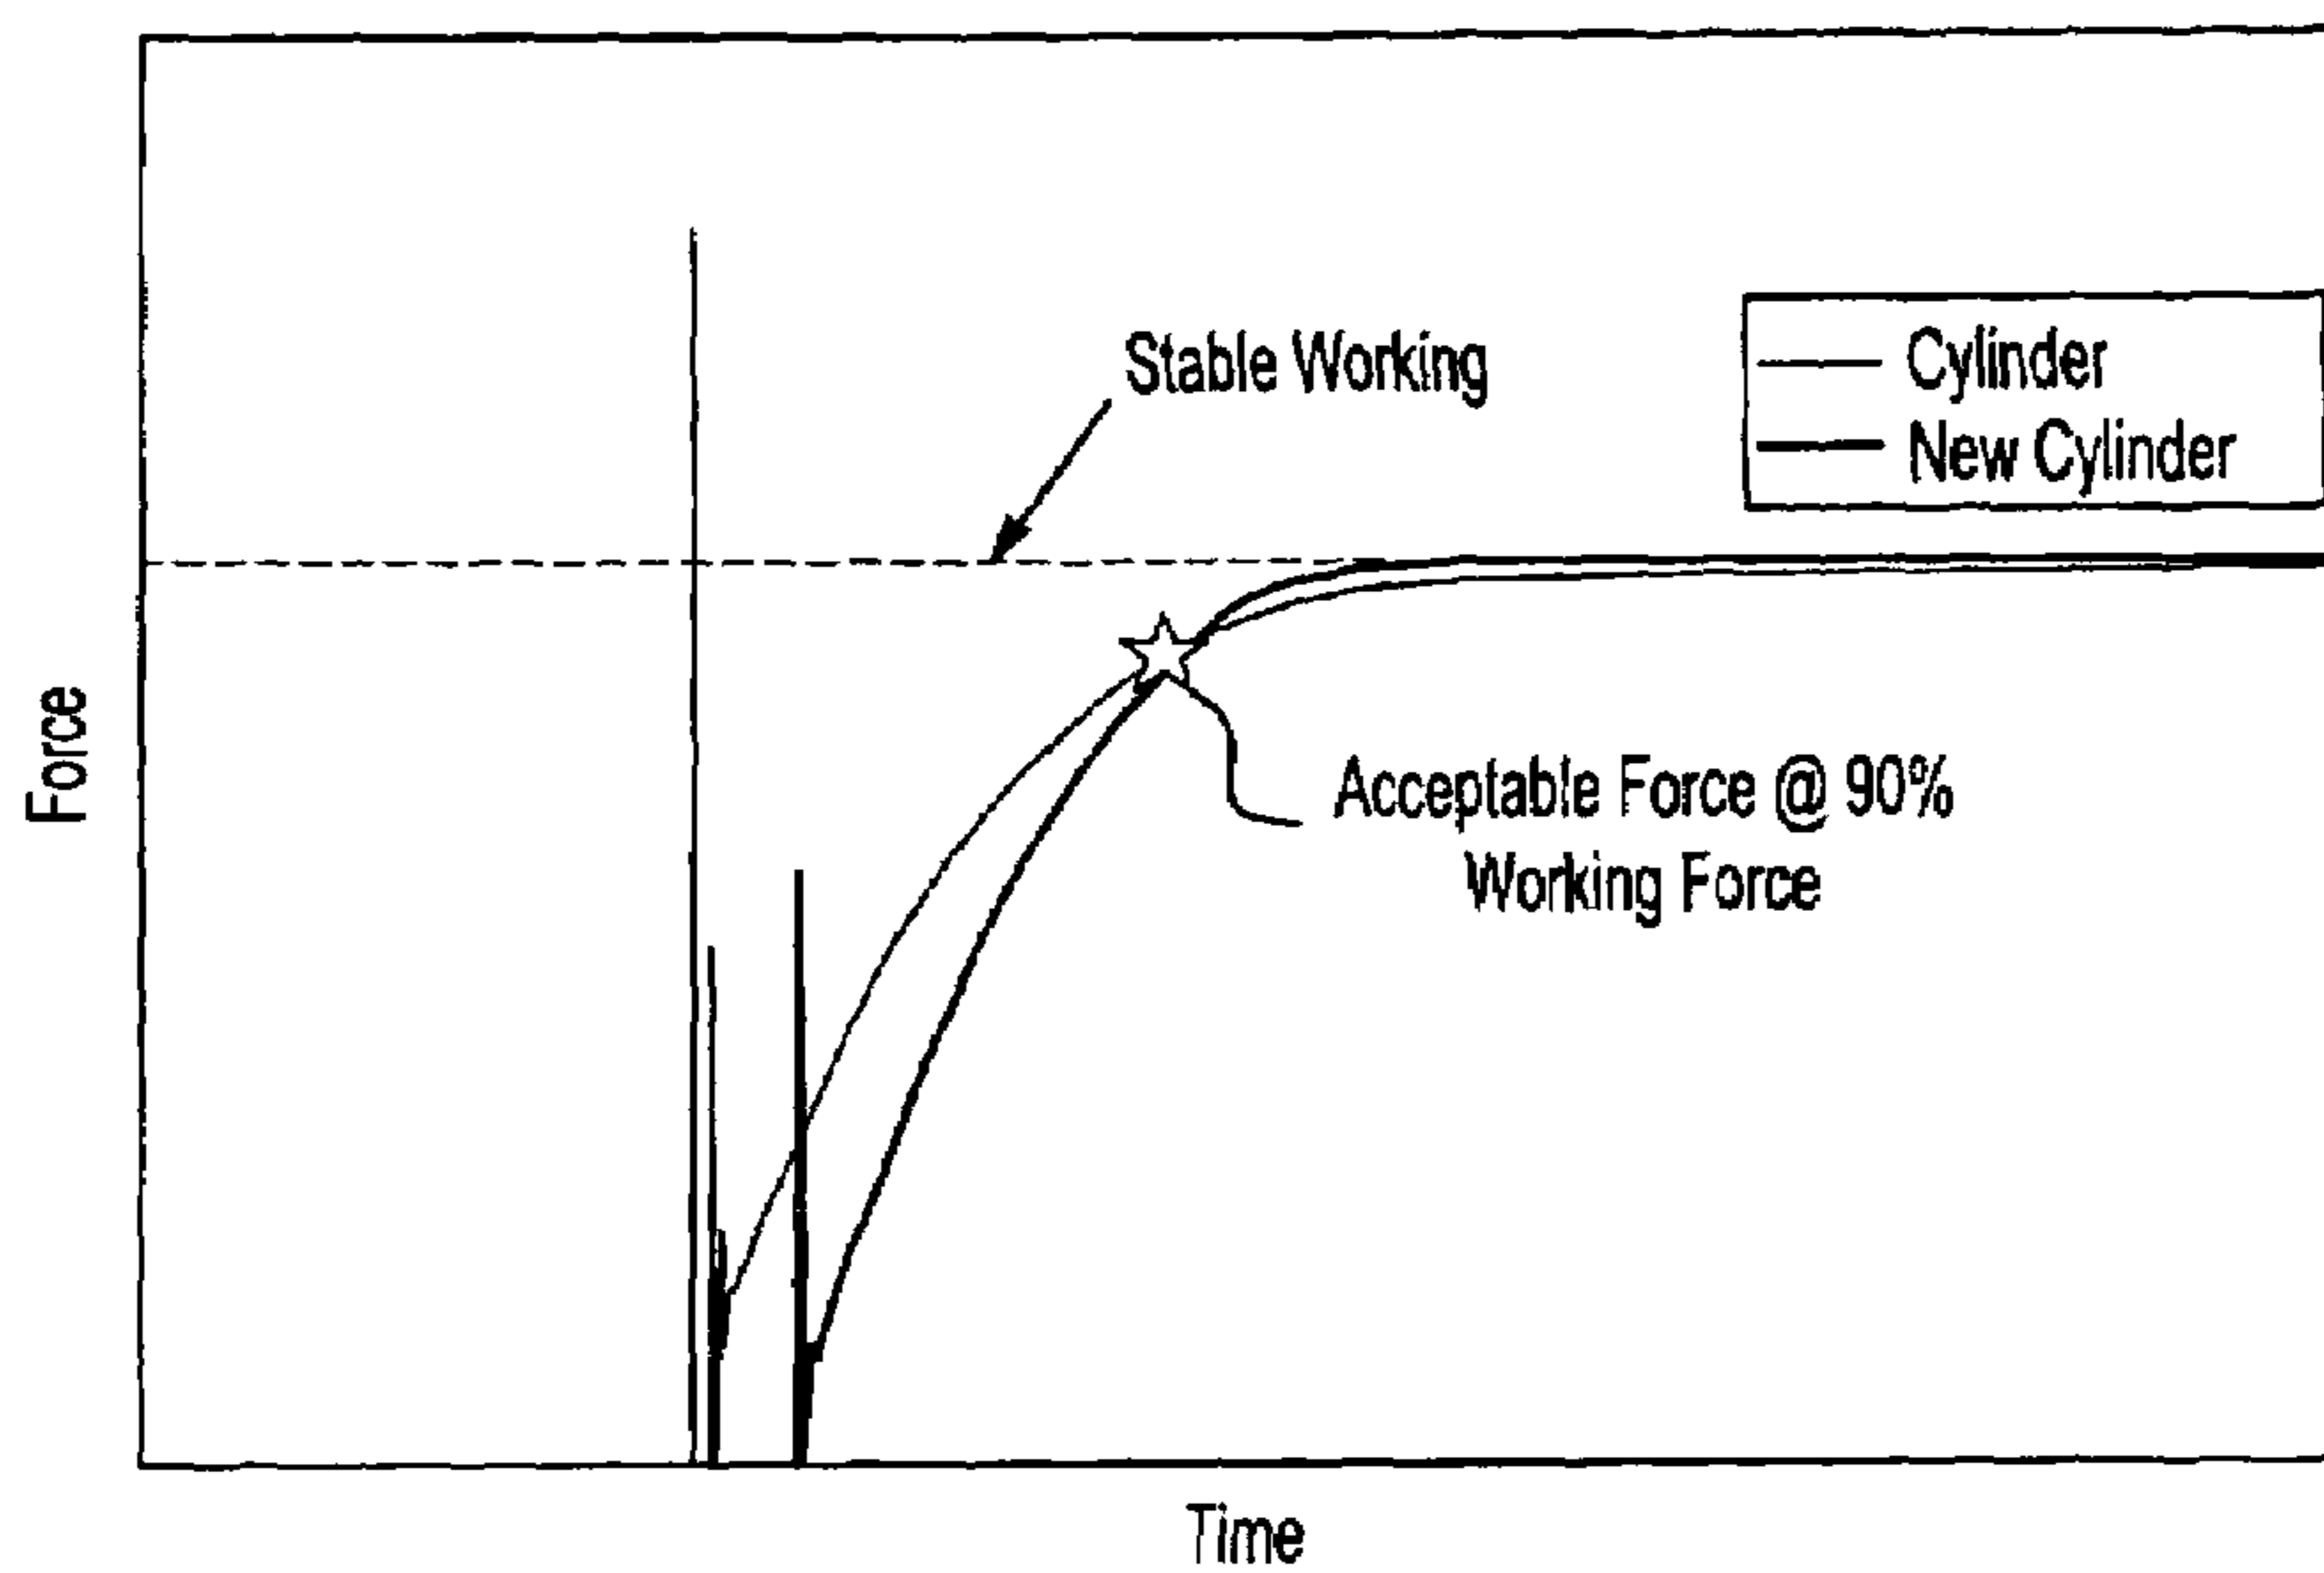 Stable Working
Cylinder
New Cylinder
Force
Acceptable Force @ 90%
Working Force
Time